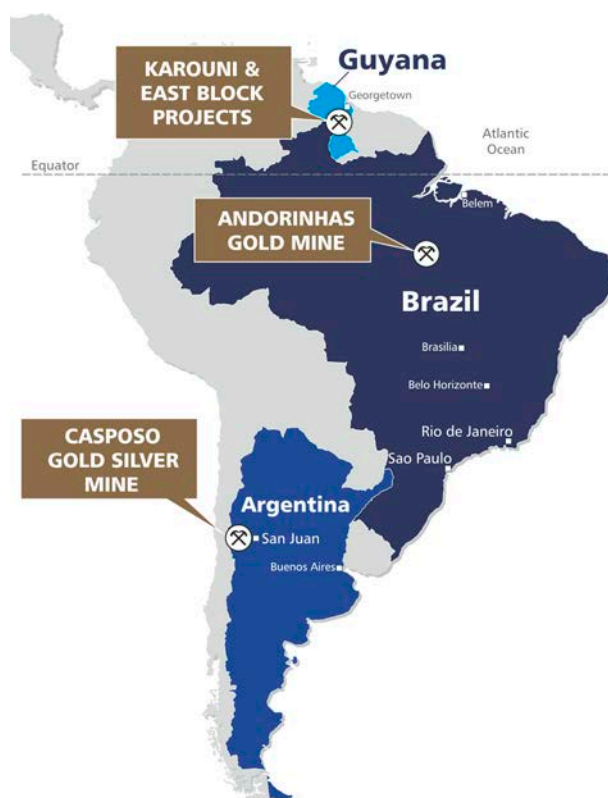 KAROUNI &
EAST BLOCK
PROJECTS
Guyana
Georgetown
Atlantic
Ocean
Equator
Belem
ANDORINHAS
GOLD MINE
Brazil
Brasilia
Belo Horizonte
Rio de Janeiro
Sao Paulo
CASPOSO
GOLD SILVER
MINE
Argentina
San Juan
Buenos Aires